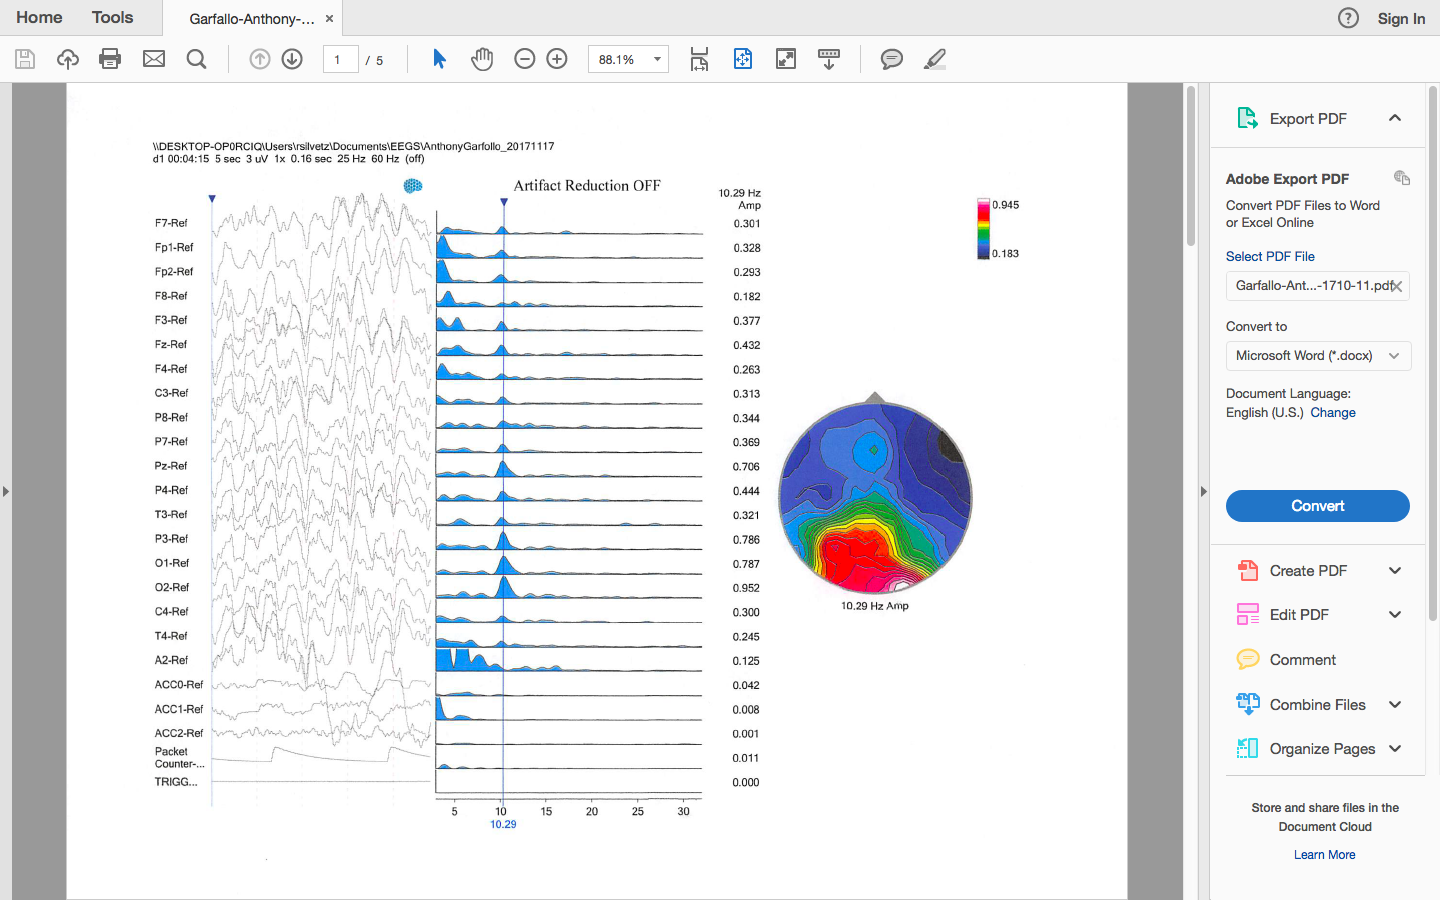 Home Tools Garfallo-Anthony-... × Sign In
1 / 5 88.1%
\\DESKTOP-OP0RCIQ\Users\rsilvetz\Documents\EEGS\AnthonyGarfollo_20171117
d1 00:04:15 5 sec 3 uV 1x 0.16 sec 25 Hz 60 Hz (off)
Artifact Reduction OFF
10.29 Hz
Amp
F7-Ref 0.301
Fp1-Ref 0.328
Fp2-Ref 0.293
F8-Ref 0.182
F3-Ref 0.377
Fz-Ref 0.432
F4-Ref 0.263
C3-Ref 0.313
P8-Ref 0.344
P7-Ref 0.369
Pz-Ref 0.706
P4-Ref 0.444
T3-Ref 0.321
P3-Ref 0.786
O1-Ref 0.787
O2-Ref 0.952
C4-Ref 0.300
T4-Ref 0.245
A2-Ref 0.125
ACC0-Ref 0.042
ACC1-Ref 0.008
ACC2-Ref 0.001
Packet
Counter-... 0.011
TRIGG... 0.000
5 10 15 20 25 30
10.29
0.945
0.183
10.29 Hz Amp
Export PDF
Adobe Export PDF
Convert PDF Files to Word
or Excel Online
Select PDF File
Garfallo-Ant...-1710-11.pdf
Convert to
Microsoft Word (*.docx)
Document Language:
English (U.S.) Change
Convert
Create PDF
Edit PDF
Comment
Combine Files
Organize Pages
Store and share files in the
Document Cloud
Learn More